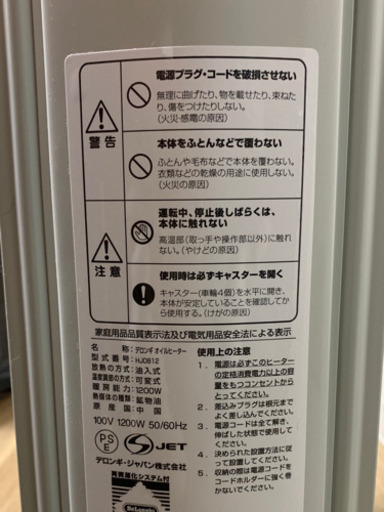 電源プラグ・コードを破損させない
無理に曲げたり、物を載せたり、束ねたり、傷をつけたりしない。
(火災・感電の原因)
警告
本体をふとんなどで覆わない
ふとんや毛布などで本体を覆わない。
衣類などの乾燥の用途に使用しない。
(火災の原因)
運転中、停止後しばらくは、
本体に触れない
高温部(取っ手や操作部以外)に触れない。(やけどの原因)
注意
使用時は必ずキャスターを開く
キャスター(車輪4個)を水平に開き、
本体が安定していることを確認してから使用する。(けがの原因)
家庭用品品質表示法及び電気用品安全法による表示
名称 デロンギ オイルヒーター
型式番号 HJ0812
放熱の方式 油入式
温度調節の方式 可変式
暖房能力 1200W
熱媒体の種類 鉱物油
原産国 中国
100V 1200W 50/60Hz
PS
E
S JET
デロンギ・ジャパン株式会社
異質量化システム付
DeLonghi
使用上の注意
1. 電源は必ずこのヒーターの定格消費電力以上の容量をもつコンセントからとってください。
2. 差込みプラグは根元までよく差し込んでください。
3. 電源コードは全て解き、伸ばした状態で使用してください。
4. 決められた設置方法に従って設置してください。
5. 収納の際は電源コードをコードホルダーに強く巻かないでください。